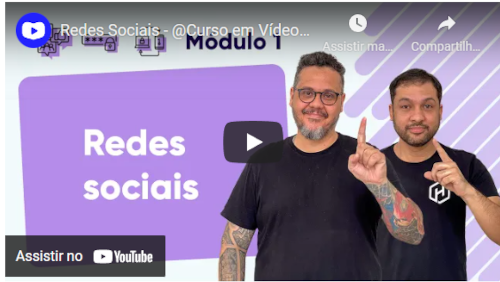 Redes Sociais - @Curso em Vídeo...
Assistir ma...
Compartilh...
Módulo 1
Redes
sociais
Assistir no YouTube